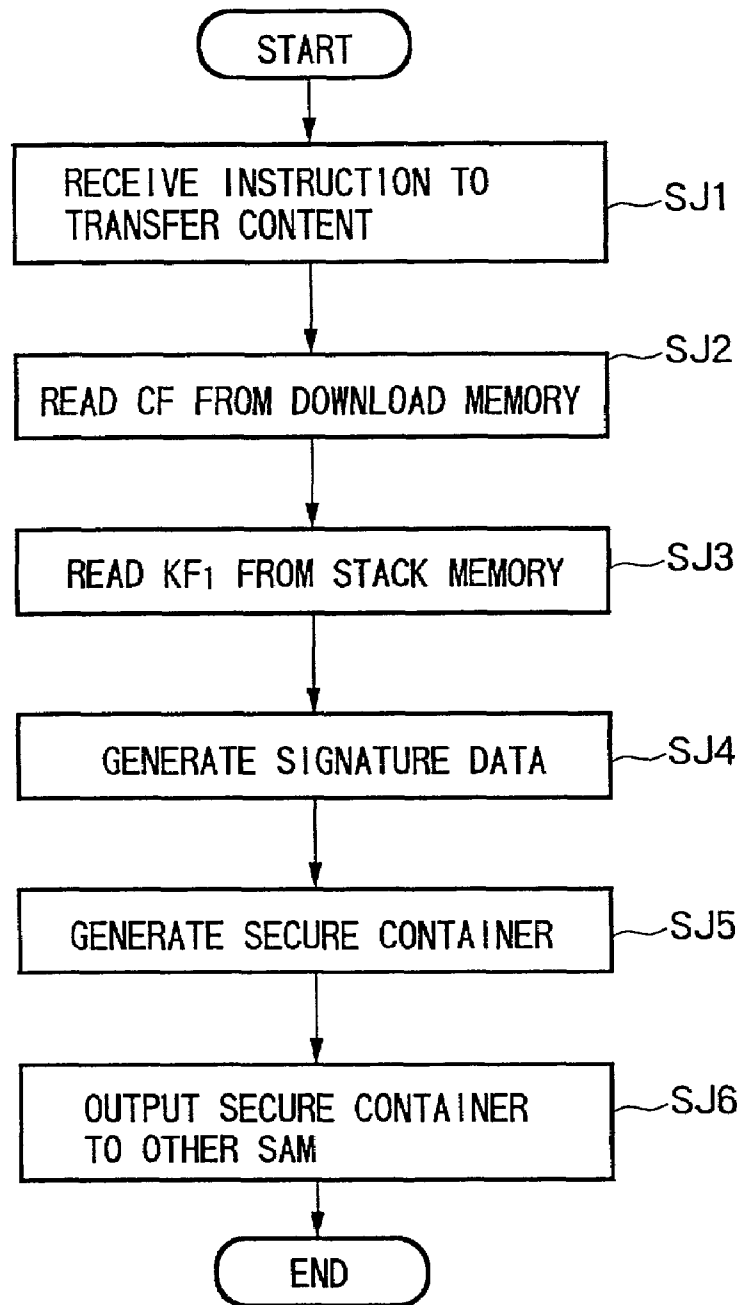 START
RECEIVE INSTRUCTION TO
TRANSFER CONTENT
SJ1
READ CF FROM DOWNLOAD MEMORY
SJ2
READ KF1 FROM STACK MEMORY
SJ3
GENERATE SIGNATURE DATA
SJ4
GENERATE SECURE CONTAINER
SJ5
OUTPUT SECURE CONTAINER
TO OTHER SAM
SJ6
END